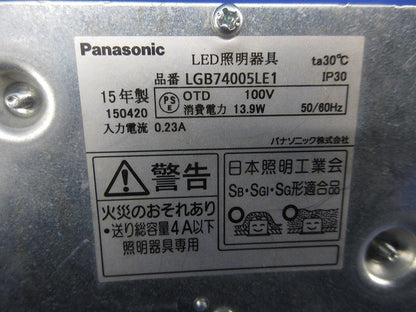 Panasonic
LED照明器具
ta30℃
品番 LGB74005LE1
IP30
15年製
PS
E
OTD 100V
150420
消費電力 13.9W
50/60Hz
入力電流 0.23A
パナソニック株式会社
警告
火災のおそれあり
・送り総容量4A以下
照明器具専用
日本照明工業会
SB・SGI・SG形適合品